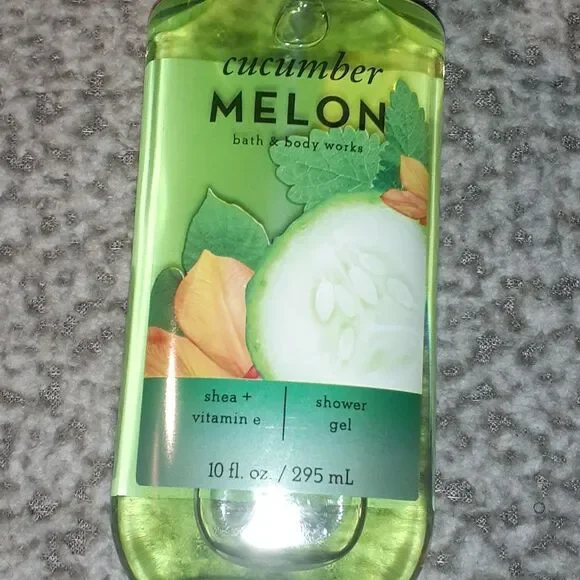 cucumber
MELON
bath & body works
shea + vitamin e
shower gel
10 fl. oz. / 295 mL